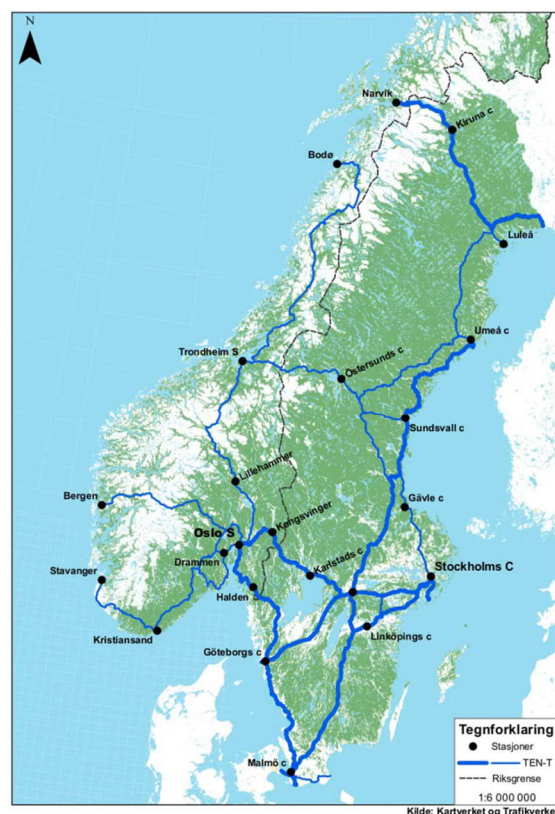 N
Narvik
Kiruna c
Bodø
Luleå
Umeå c
Trondheim S
Östersunds c
Sundsvall c
Lillehammer
Bergen
Gävle c
Kongsvinger
Oslo S
Drammen
Stavanger
Karlstads c
Stockholms C
Halden S
Kristiansand
Linköpings c
Göteborgs c
Malmö c
Tegnforklaring
Stasjoner
TEN-T
Riksgrense
1:6 000 000
Kilde: Kartverket og Trafikverket